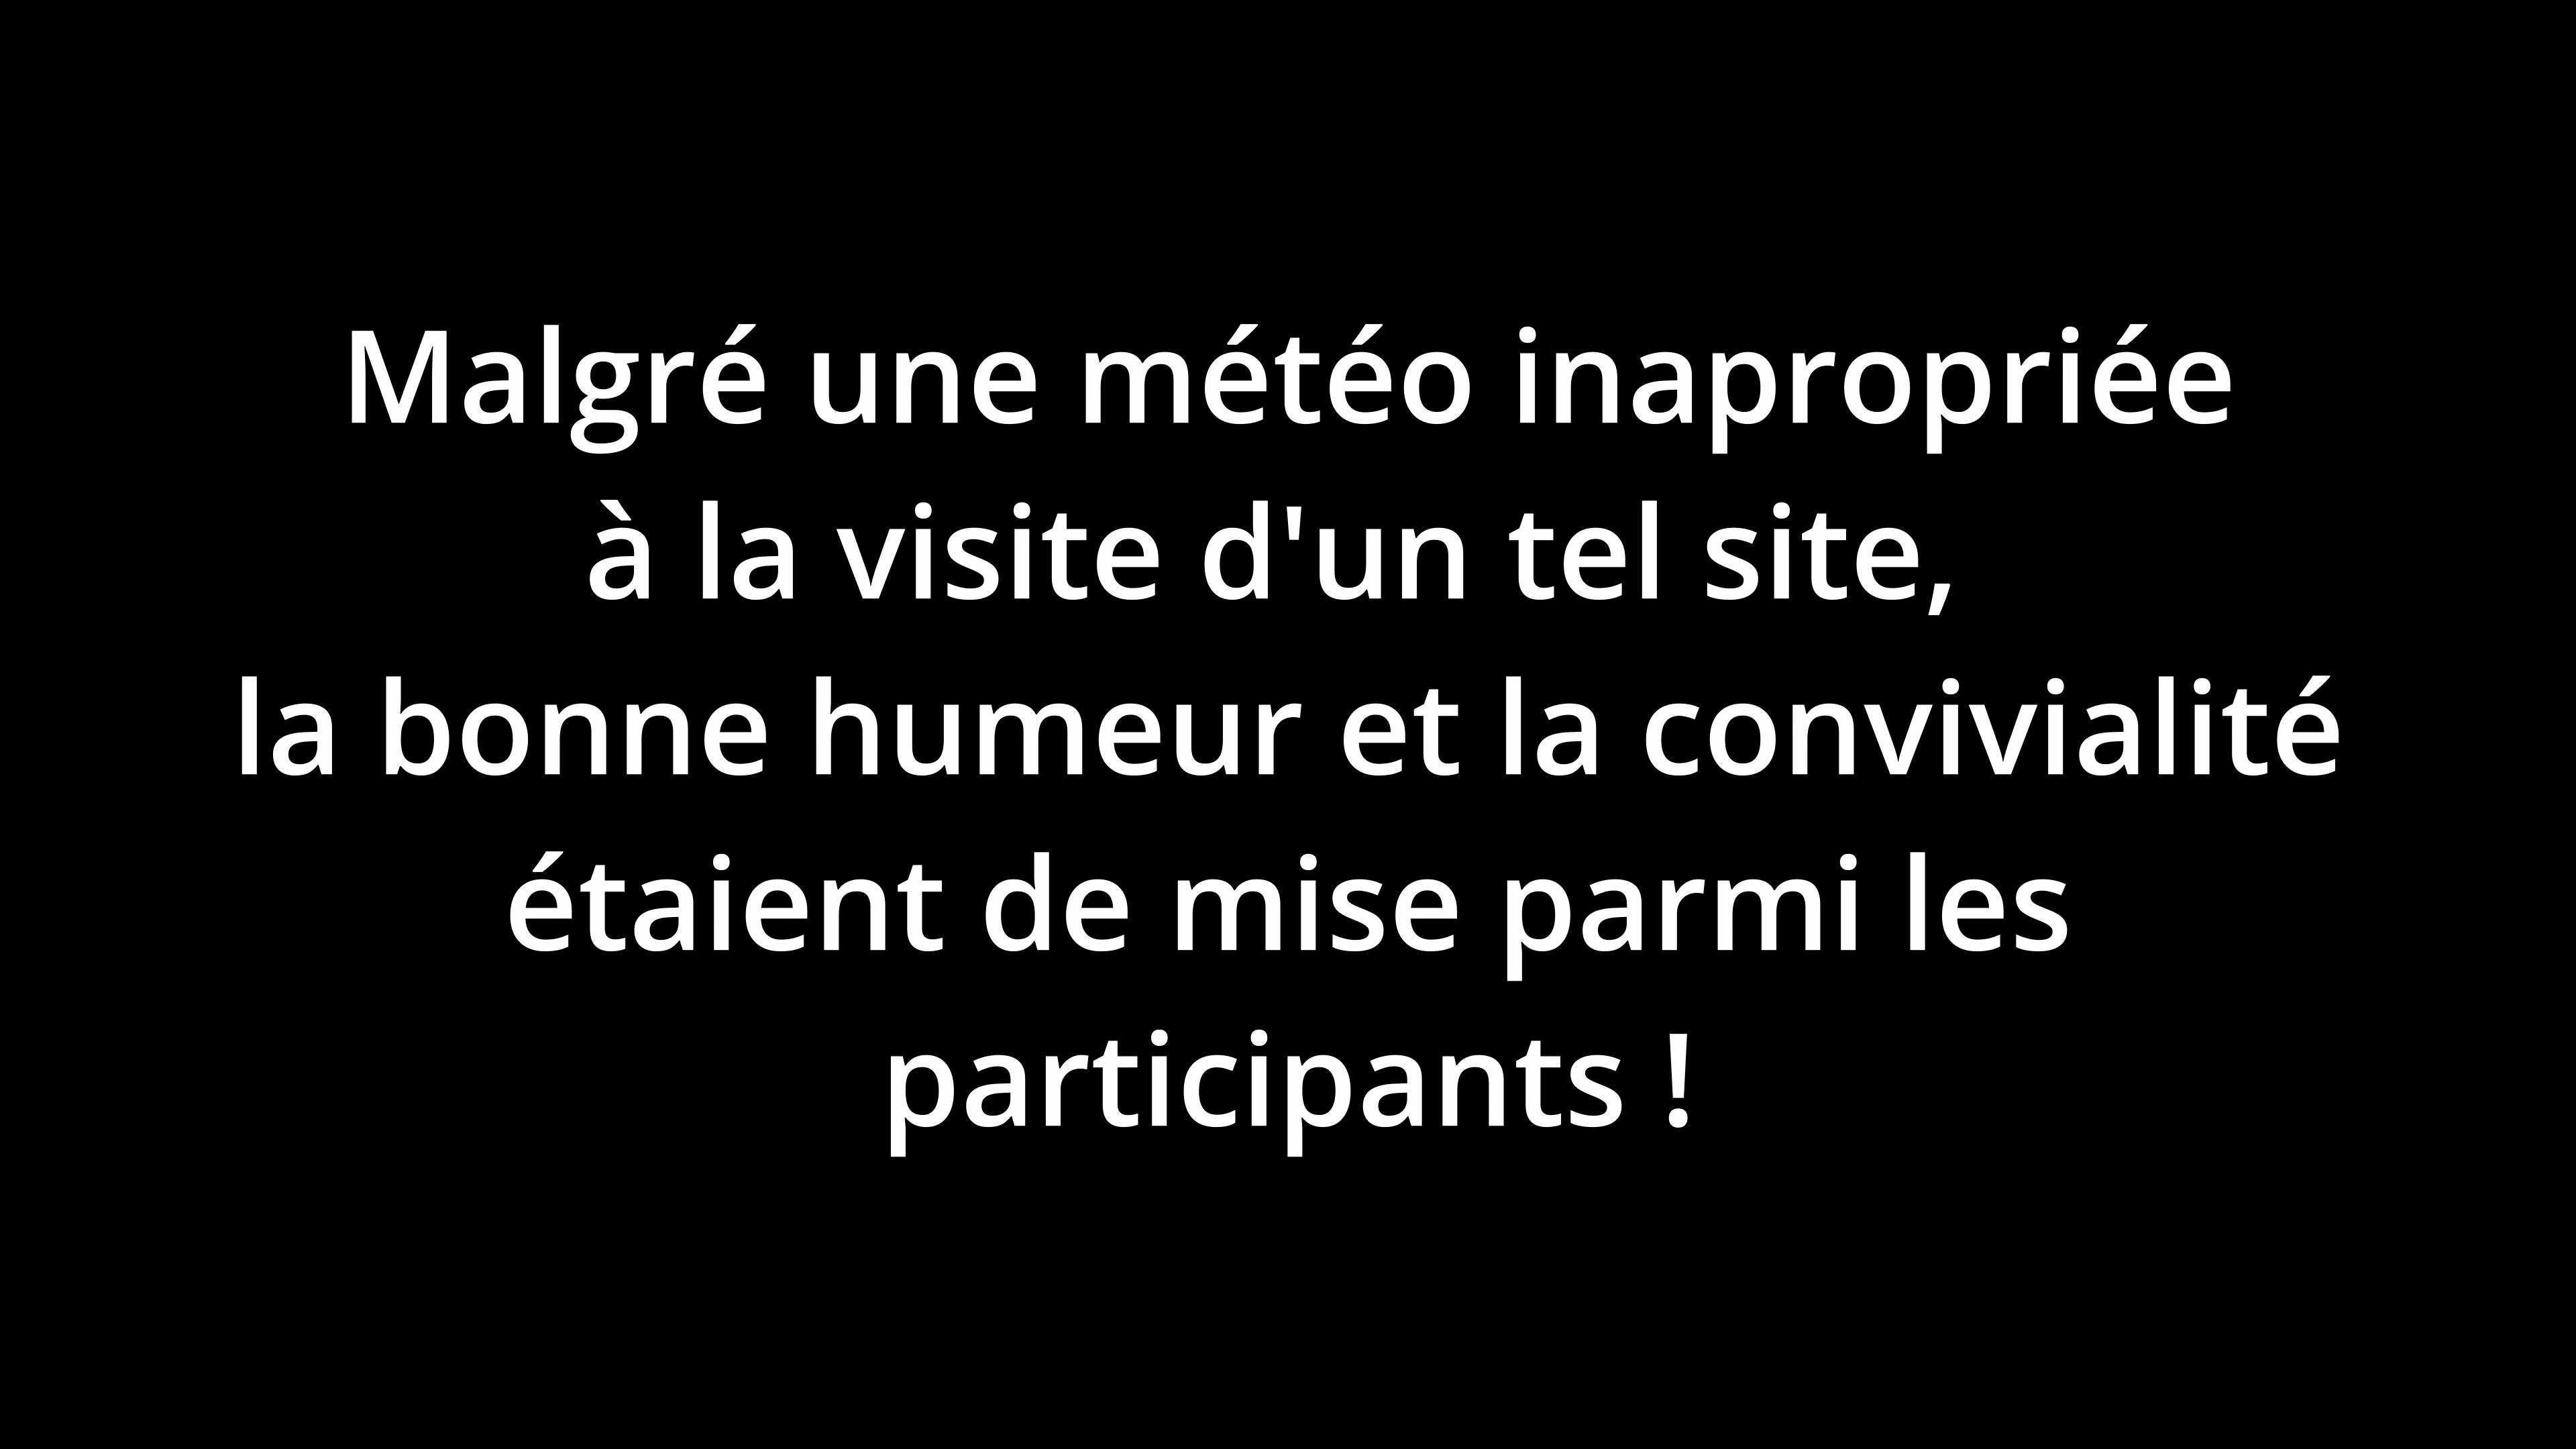 Malgré une météo inapropriée
à la visite d'un tel site,
la bonne humeur et la convivialité
étaient de mise parmi les
participants !